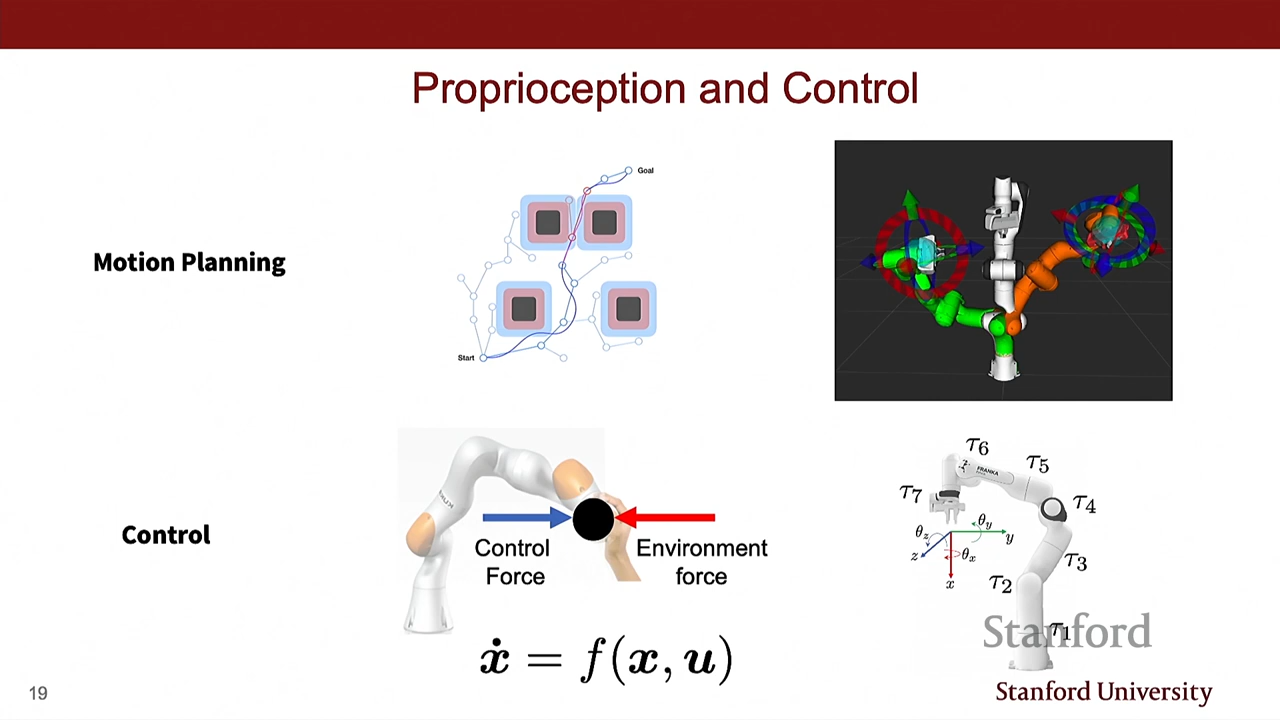 Proprioception and Control
Goal
Motion Planning
Start
τ6
τ5
FRANKA
τ7
τ4
Control
Control
Force
Environment
force
θy
y
θz
z
θx
x
τ3
τ2
τ1
ẋ = f(x, u)
Stanford
19
Stanford University